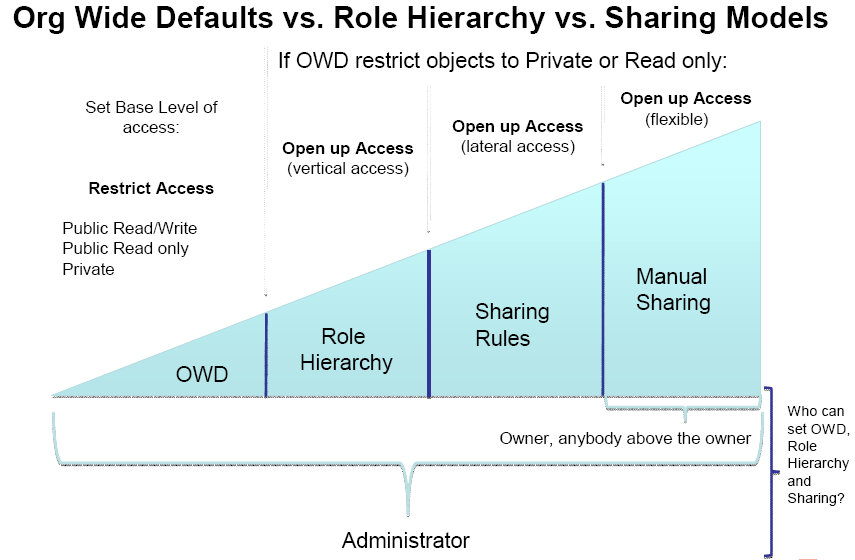 Org Wide Defaults vs. Role Hierarchy vs. Sharing Models
If OWD restrict objects to Private or Read only:
Set Base Level of
access:
Restrict Access
Public Read/Write
Public Read only
Private
Open up Access
(vertical access)
Open up Access
(lateral access)
Open up Access
(flexible)
OWD
Role
Hierarchy
Sharing
Rules
Manual
Sharing
Owner, anybody above the owner
Administrator
Who can
set OWD,
Role
Hierarchy
and
Sharing?